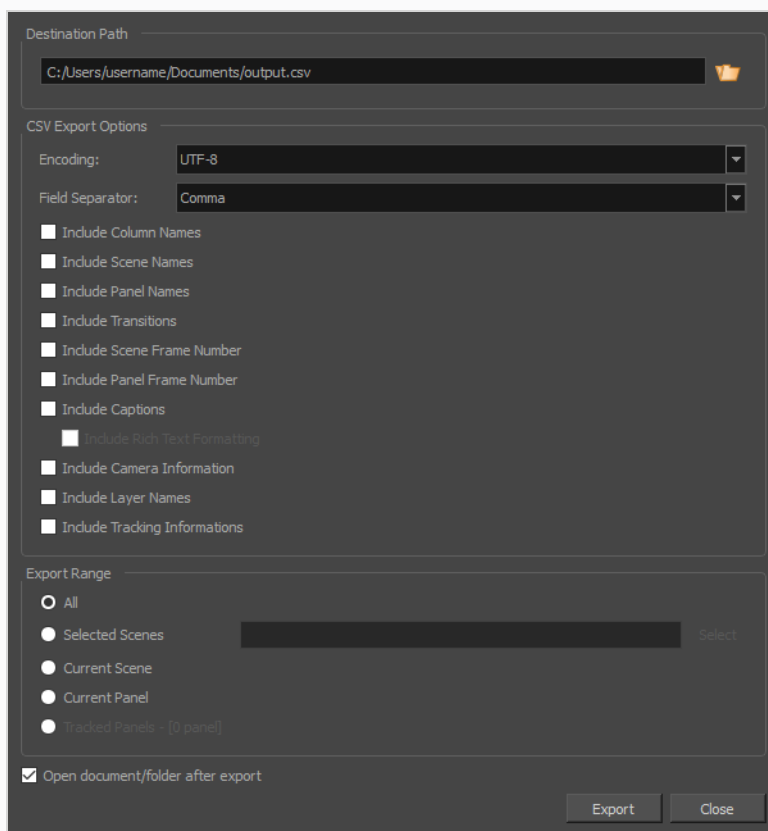 Destination Path
C:/Users/username/Documents/output.csv
CSV Export Options
Encoding: UTF-8
Field Separator: Comma
Include Column Names
Include Scene Names
Include Panel Names
Include Transitions
Include Scene Frame Number
Include Panel Frame Number
Include Captions
Include Rich Text Formatting
Include Camera Information
Include Layer Names
Include Tracking Informations
Export Range
All
Selected Scenes Select
Current Scene
Current Panel
Tracked Panels - [0 panel]
Open document/folder after export
Export Close